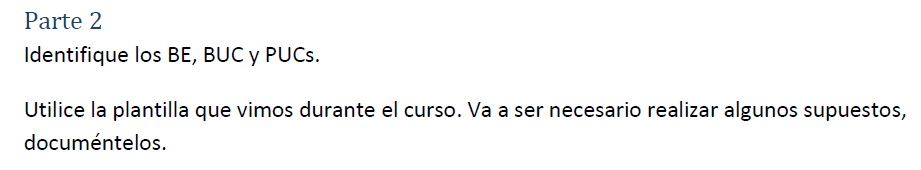 Parte 2
Identifique los BE, BUC y PUCs.
Utilice la plantilla que vimos durante el curso. Va a ser necesario realizar algunos supuestos,
documéntelos.